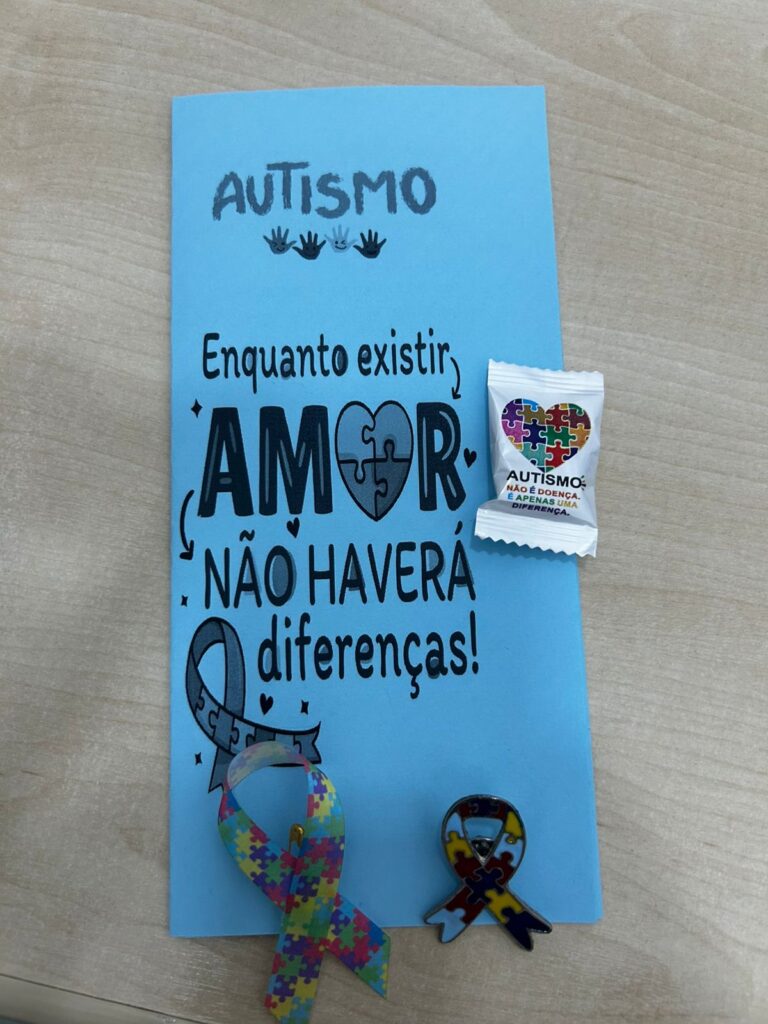 AUTISMO
Enquanto existir
AMOR
NÃO HAVERÁ
diferenças!
AUTISMO
NÃO É DOENÇA.
É APENAS UMA
DIFERENÇA.